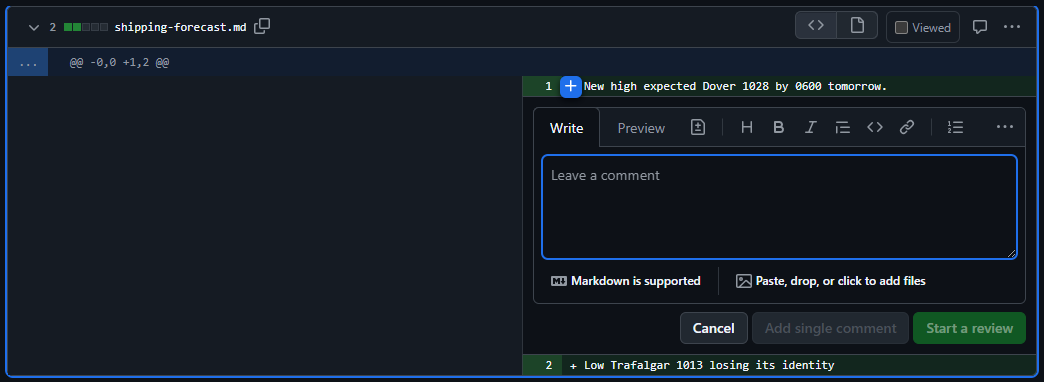 2 shipping-forecast.md <> Viewed ...
... @@ -0,0 +1,2 @@
1 + New high expected Dover 1028 by 0600 tomorrow.
Write Preview H B I <> ...
Leave a comment
Markdown is supported Paste, drop, or click to add files
Cancel Add single comment Start a review
2 + Low Trafalgar 1013 losing its identity